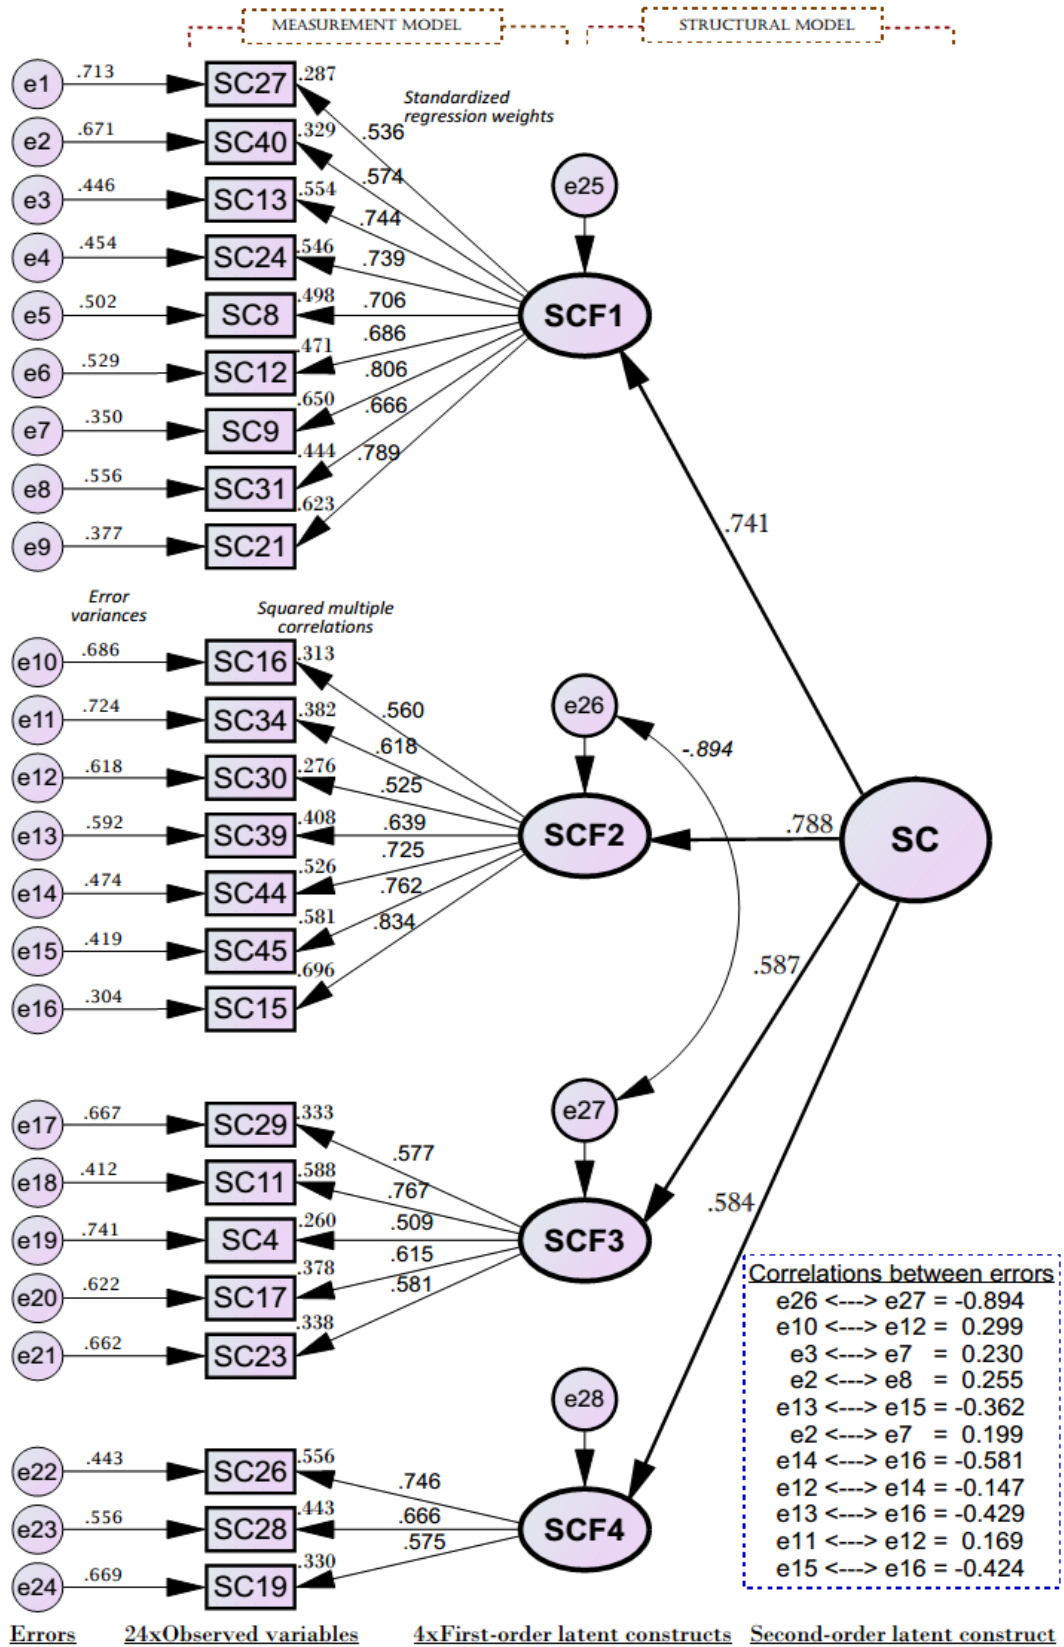 MEASUREMENT MODEL
STRUCTURAL MODEL
e1 .713 SC27 .287
Standardized
regression weights
.536
e2 .671 SC40 .329
.574
e25
e3 .446 SC13 .554
.744
e4 .454 SC24 .546
.739
e5 .502 SC8 .498
.706
SCF1
e6 .529 SC12 .471
.686
e7 .350 SC9 .650
.806
e8 .556 SC31 .444
.666
e9 .377 SC21 .623
.789
.741
Error
variances
Squared multiple
correlations
e10 .686 SC16 .313
.560
e11 .724 SC34 .382
.618
e26
-.894
e12 .618 SC30 .276
.525
e13 .592 SC39 .408
.639
SCF2
.788
SC
e14 .474 SC44 .526
.725
e15 .419 SC45 .581
.762
e16 .304 SC15 .696
.834
.587
e17 .667 SC29 .333
.577
e27
e18 .412 SC11 .588
.767
e19 .741 SC4 .260
.509
SCF3
.584
e20 .622 SC17 .378
.615
e21 .662 SC23 .338
.581
Correlations between errors
e26 <---> e27 = -0.894
e10 <---> e12 = 0.299
e3 <---> e7 = 0.230
e2 <---> e8 = 0.255
e13 <---> e15 = -0.362
e2 <---> e7 = 0.199
e14 <---> e16 = -0.581
e12 <---> e14 = -0.147
e13 <---> e16 = -0.429
e11 <---> e12 = 0.169
e15 <---> e16 = -0.424
e28
e22 .443 SC26 .556
.746
e23 .556 SC28 .443
.666
SCF4
e24 .669 SC19 .330
.575
Errors
24xObserved variables
4xFirst-order latent constructs
Second-order latent construct